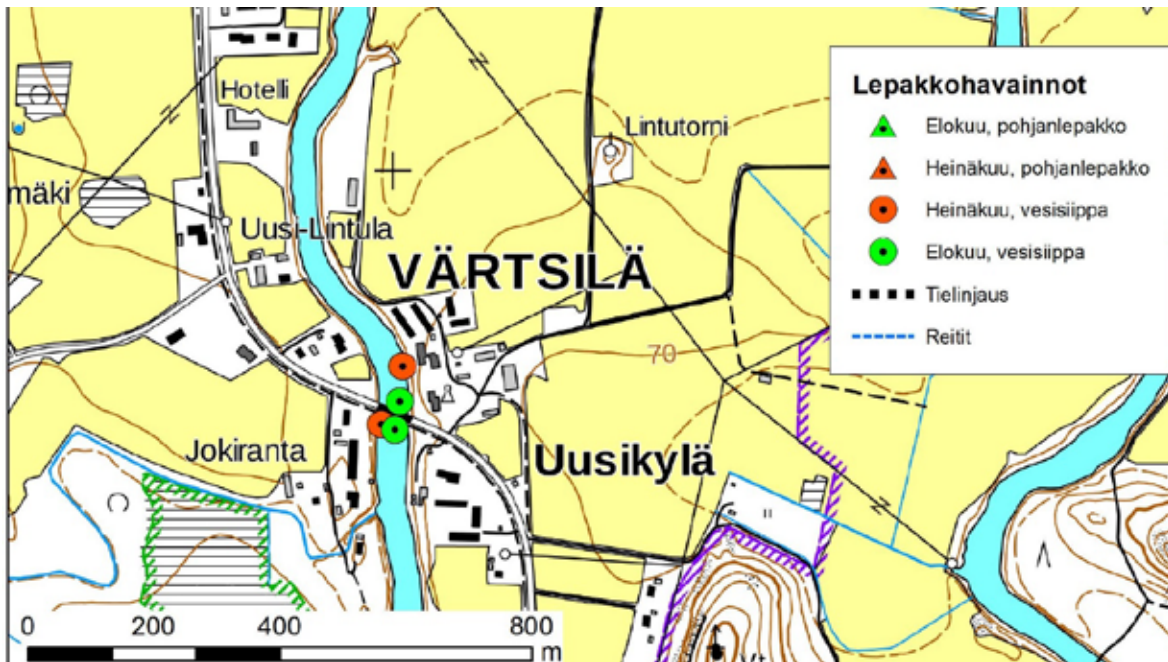 Hotelli
Lintutorni
mäki
Uusi-Lintula
VÄRTSILÄ
70
Jokiranta
Uusikylä
0 200 400 800
m
Lepakkohavainnot
Elokuu, pohjanlepakko
Heinäkuu, pohjanlepakko
Heinäkuu, vesisiippa
Elokuu, vesisiippa
Tielinjaus
Reitit